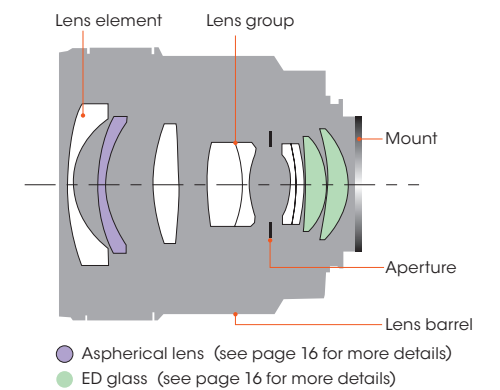 Lens element
Lens group
Mount
Aperture
Lens barrel
Aspherical lens (see page 16 for more details)
ED glass (see page 16 for more details)